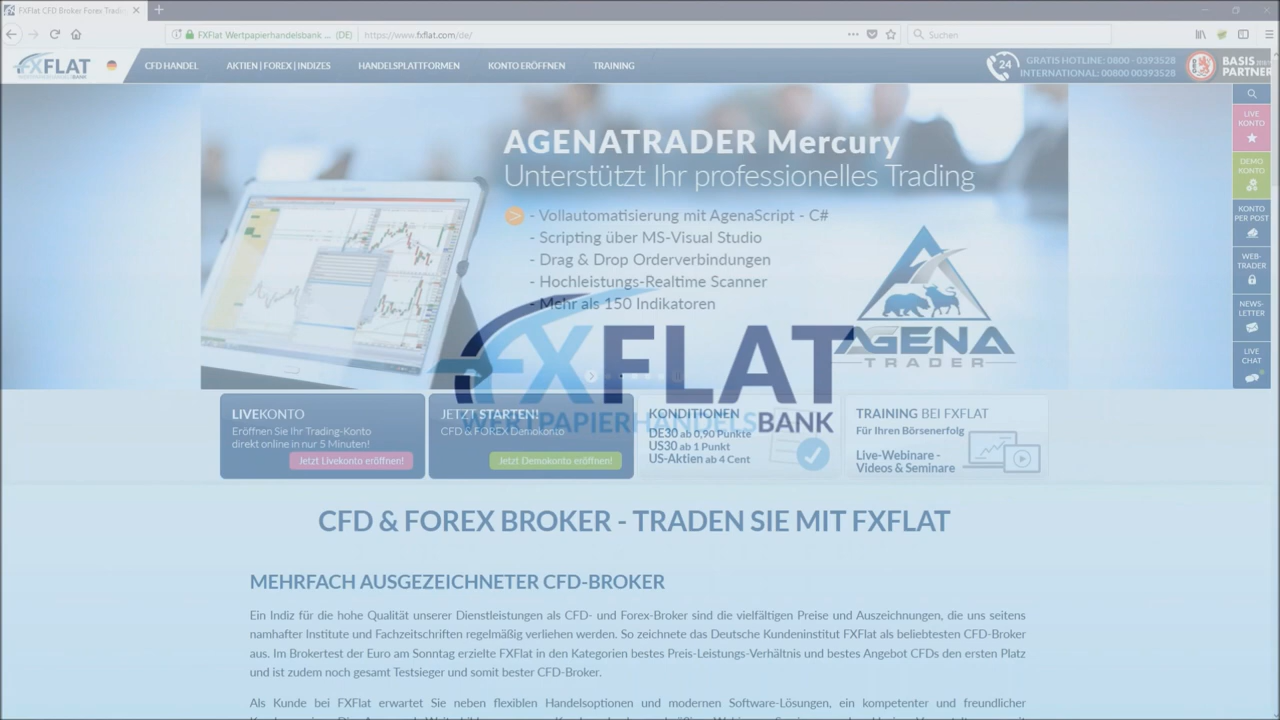 FXFlat CFD Broker Forex Tradin
FXFlat Wertpapierhandelsbank ... (DE)
https://www.fxflat.com/de/
Suchen
FXFLAT
BANK
CFD HANDEL
AKTIEN | FOREX | INDIZES
HANDELSPLATTFORMEN
KONTO ERÖFFNEN
TRAINING
24
GRATIS HOTLINE: 0800 - 0393528
INTERNATIONAL: 00800 00393528
BASIS
PARTNER
AGENATRADER Mercury
Unterstützt Ihr professionelles Trading
- Vollautomatisierung mit AgenaScript - C#
- Scripting über MS-Visual Studio
- Drag & Drop Orderverbindungen
- Hochleistungs-Realtime Scanner
- Mehr als 150 Indikatoren
AGENA
TRADER
LIVE
KONTO
DEMO
KONTO
KONTO
PER POST
WEB-
TRADER
NEWS-
LETTER
LIVE
CHAT
FXFLAT
WERTPAPIERHANDELSBANK
LIVEKONTO
Eröffnen Sie Ihr Trading-Konto
direkt online in nur 5 Minuten!
Jetzt Livekonto eröffnen!
JETZT STARTEN!
CFD & FOREX Demokonto
Jetzt Demokonto eröffnen!
KONDITIONEN
DE30 ab 0,90 Punkte
US30 ab 1 Punkt
US-Aktien ab 4 Cent
TRAINING BEI FXFLAT
Für Ihren Börsenerfolg
Live-Webinare -
Videos & Seminare
CFD & FOREX BROKER - TRADEN SIE MIT FXFLAT
MEHRFACH AUSGEZEICHNETER CFD-BROKER
Ein Indiz für die hohe Qualität unserer Dienstleistungen als CFD- und Forex-Broker sind die vielfältigen Preise und Auszeichnungen, die uns seitens
namhafter Institute und Fachzeitschriften regelmäßig verliehen werden. So zeichnete das Deutsche Kundeninstitut FXFlat als beliebtesten CFD-Broker
aus. Im Brokertest der Euro am Sonntag erzielte FXFlat in den Kategorien bestes Preis-Leistungs-Verhältnis und bestes Angebot CFDs den ersten Platz
und ist zudem noch gesamt Testsieger und somit bester CFD-Broker.
Als Kunde bei FXFlat erwartet Sie neben flexiblen Handelsoptionen und modernen Software-Lösungen, ein kompetenter und freundlicher